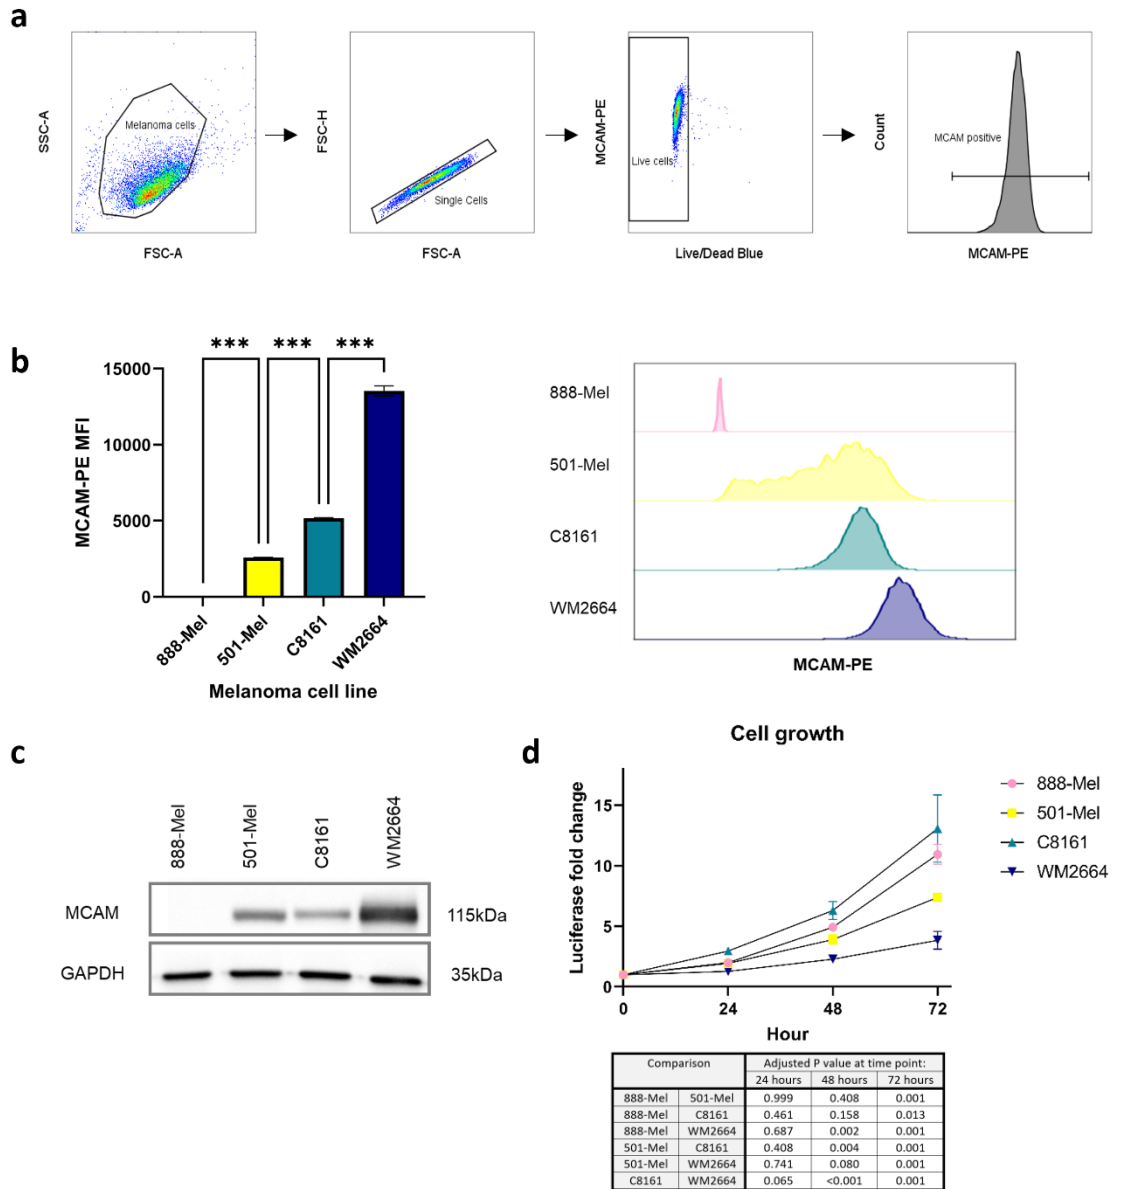 a
SSC-A
Melanoma cells
FSC-A
FSC-H
Single Cells
FSC-A
MCAM-PE
Live cells
Live/Dead Blue
Count
MCAM positive
MCAM-PE
b
*** *** ***
MCAM-PE MFI
15000
10000
5000
0
888-Mel
501-Mel
C8161
WM2664
Melanoma cell line
888-Mel
501-Mel
C8161
WM2664
MCAM-PE
c
888-Mel
501-Mel
C8161
WM2664
MCAM 115kDa
GAPDH 35kDa
d
Cell growth
Luciferase fold change
15
10
5
0
0 24 48 72
Hour
888-Mel
501-Mel
C8161
WM2664
Comparison Adjusted P value at time point:
24 hours 48 hours 72 hours
888-Mel 501-Mel 0.999 0.408 0.001
888-Mel C8161 0.461 0.158 0.013
888-Mel WM2664 0.687 0.002 0.001
501-Mel C8161 0.408 0.004 0.001
501-Mel WM2664 0.741 0.080 0.001
C8161 WM2664 0.065 <0.001 0.001